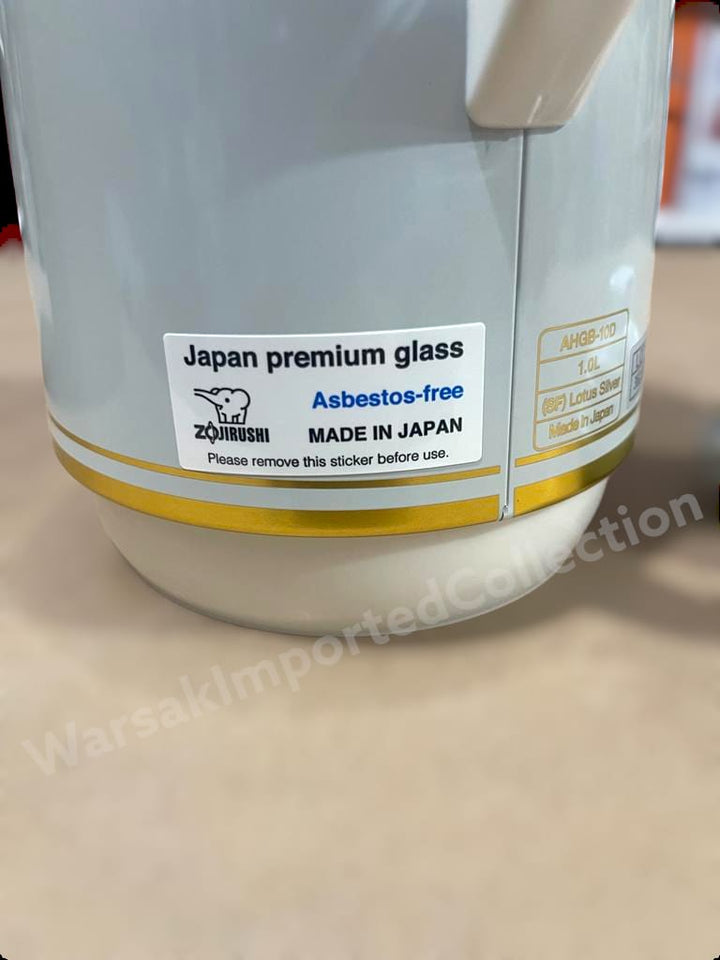 Japan premium glass
Asbestos-free
ZOJIRUSHI
MADE IN JAPAN
Please remove this sticker before use.
AHGB-10D
1.0L
(SF) Lotus Silver
Made in Japan
WarsakImportedCollection